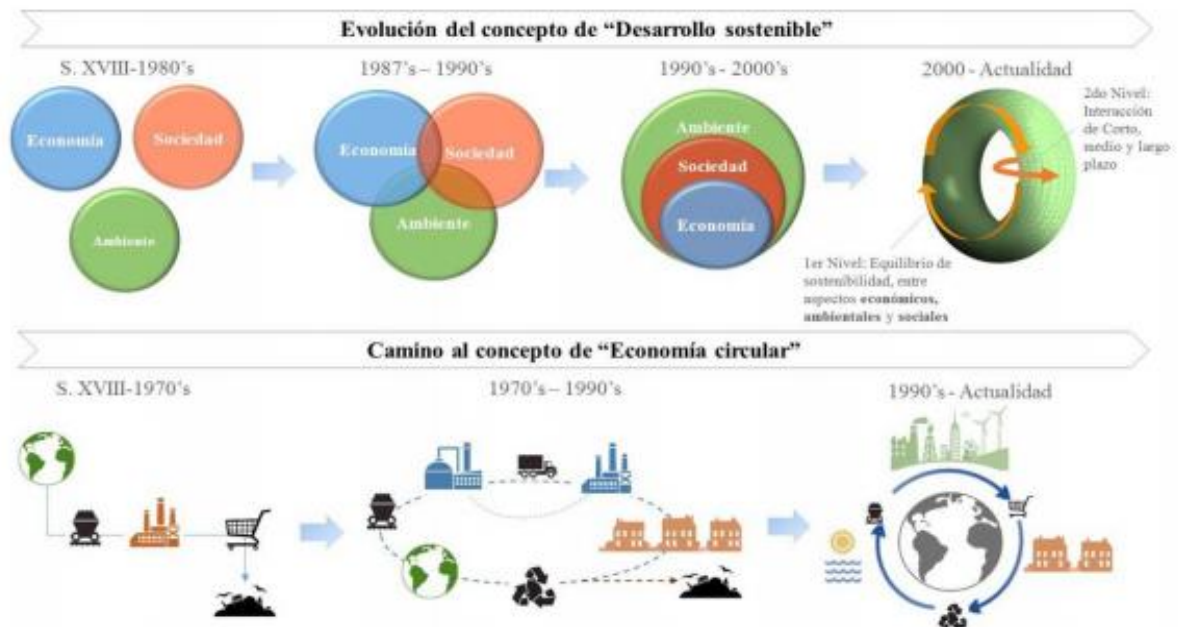 Evolución del concepto de “Desarrollo sostenible”
S. XVIII-1980’s
1987’s – 1990’s
1990’s - 2000’s
2000 - Actualidad
Economía
Sociedad
Ambiente
Economía
Sociedad
Ambiente
Ambiente
Sociedad
Economía
2do Nivel:
Interacción
de Corto,
medio y largo
plazo
1er Nivel: Equilibrio de
sostenibilidad, entre
aspectos económicos,
ambientales y sociales
Camino al concepto de “Economía circular”
S. XVIII-1970’s
1970’s – 1990’s
1990’s - Actualidad